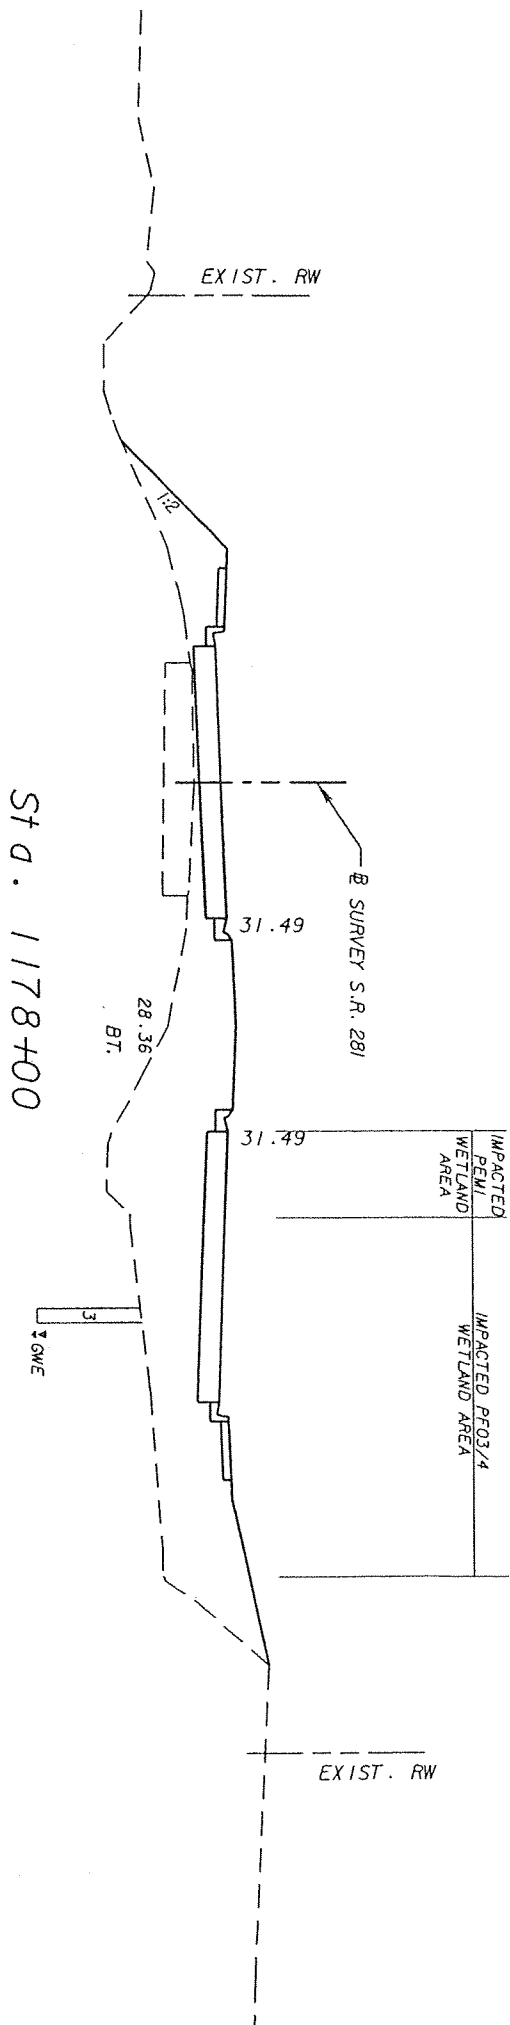 EXIST. RW
1:2
℄ SURVEY S.R. 281
31.49
28.36
BT.
31.49
IMPACTED
PEM1
WETLAND
AREA
IMPACTED PFO3/4
WETLAND AREA
3
GWE
EXIST. RW
Sta. 1178+00